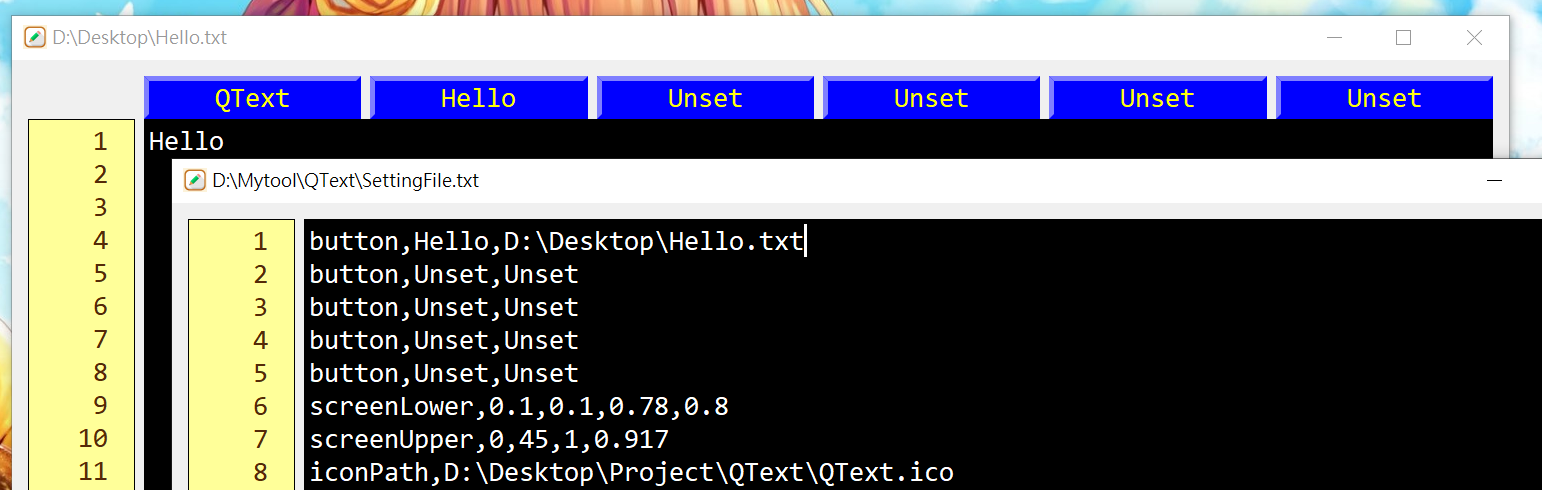 D:\Desktop\Hello.txt
QText Hello Unset Unset Unset Unset
1 Hello
2
3
4
5
6
7
8
9
10
11
D:\Mytool\QText\SettingFile.txt
1 button,Hello,D:\Desktop\Hello.txt
2 button,Unset,Unset
3 button,Unset,Unset
4 button,Unset,Unset
5 button,Unset,Unset
6 screenLower,0.1,0.1,0.78,0.8
7 screenUpper,0,45,1,0.917
8 iconPath,D:\Desktop\Project\QText\QText.ico